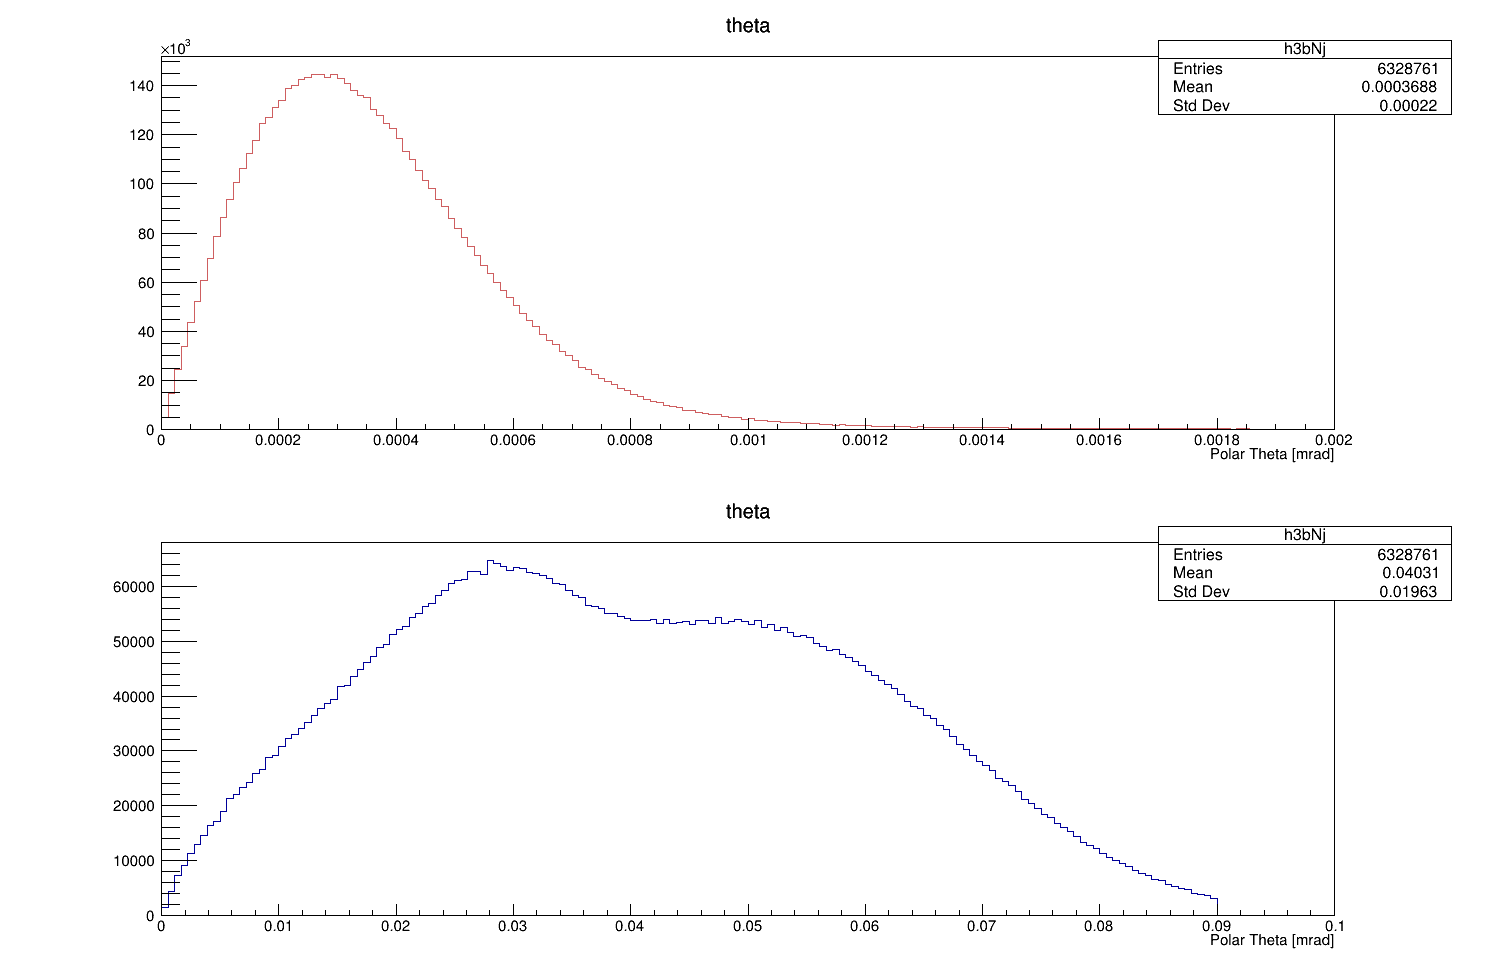 theta
×10³
h3bNj
Entries 6328761
Mean 0.0003688
Std Dev 0.00022
140
120
100
80
60
40
20
0
0 0.0002 0.0004 0.0006 0.0008 0.001 0.0012 0.0014 0.0016 0.0018 0.002
Polar Theta [mrad]
theta
h3bNj
Entries 6328761
Mean 0.04031
Std Dev 0.01963
60000
50000
40000
30000
20000
10000
0
0 0.01 0.02 0.03 0.04 0.05 0.06 0.07 0.08 0.09 0.1
Polar Theta [mrad]